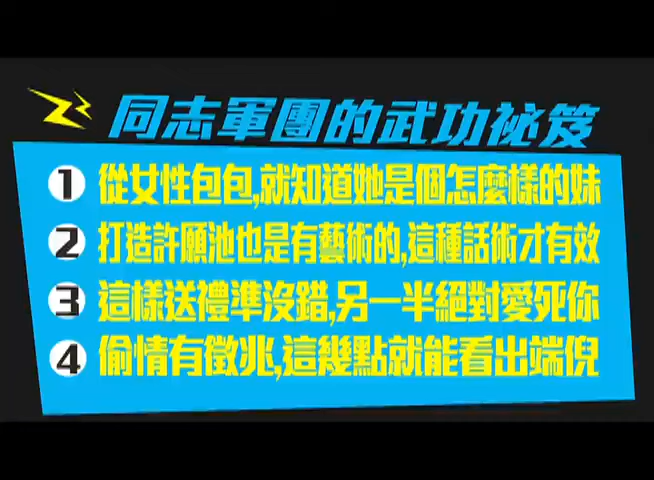 同志軍團的武功祕笈
1 從女性包包,就知道她是個怎麼樣的妹
2 打造許願池也是有藝術的,這種話術才有效
3 這樣送禮準沒錯,另一半絕對愛死你
4 偷情有徵兆,這幾點就能看出端倪